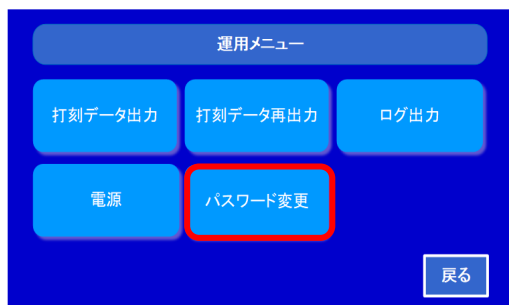 運用メニュー
打刻データ出力
打刻データ再出力
ログ出力
電源
パスワード変更
戻る